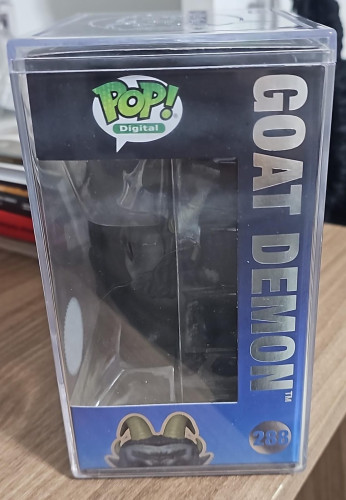 POP!
Digital
GOAT DEMON™
288